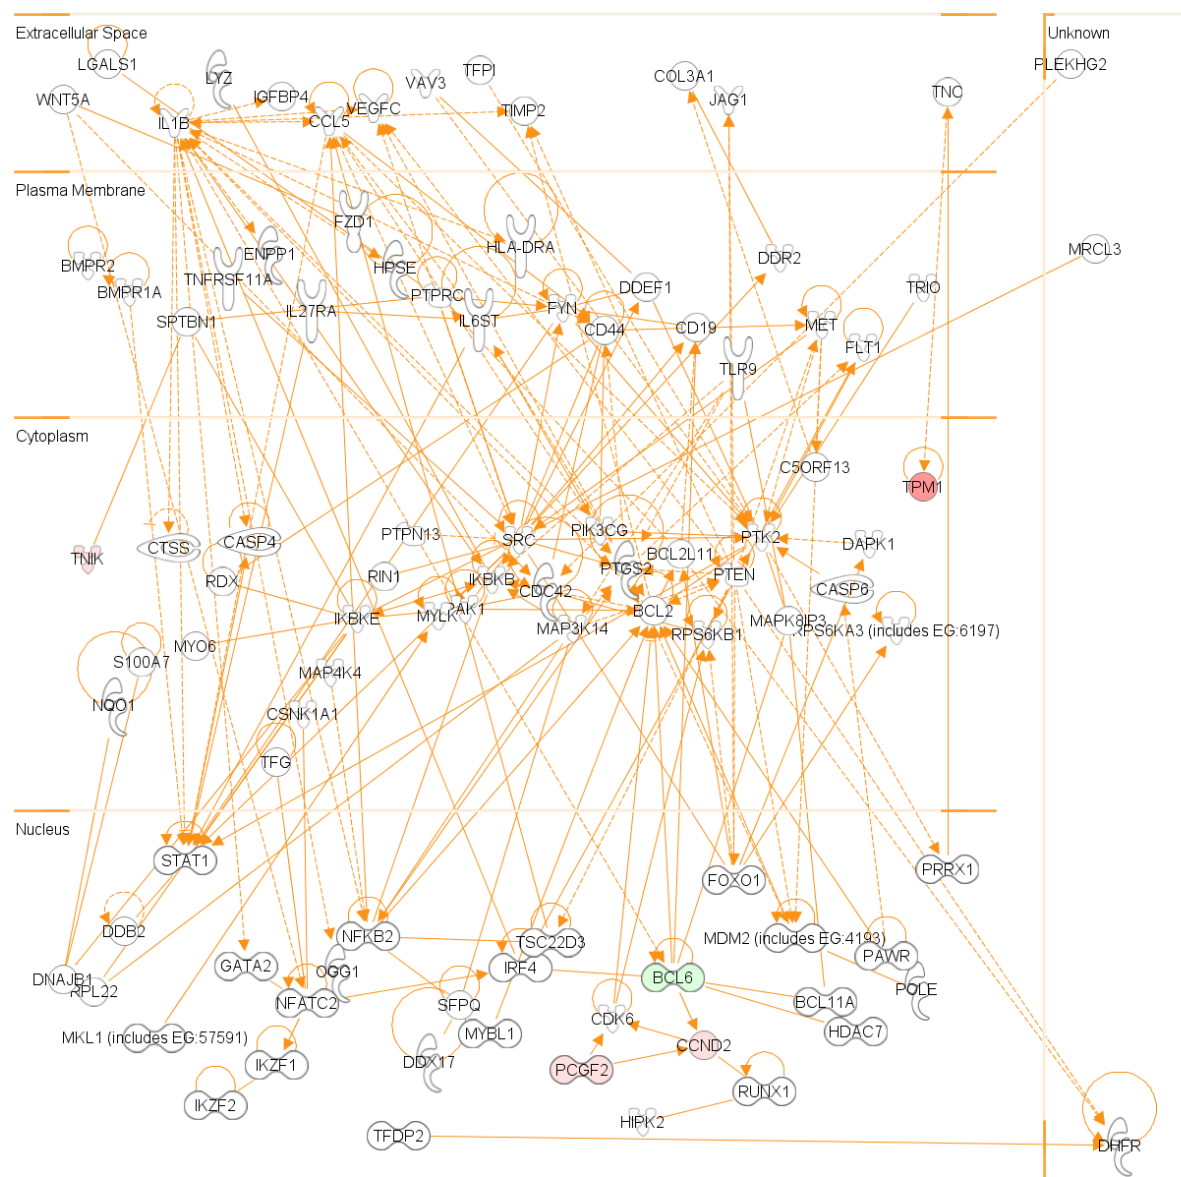 Extracellular Space
Unknown
LGALS1
PLEKHG2
LYZ
TFPI
COL3A1
VAV3
WNT5A
IGFBP4
VEGFC
TNC
JAG1
TIMP2
IL1B
CCL5
Plasma Membrane
FZD1
HLA-DRA
MRCL3
ENPP1
DDR2
BMPR2
HPSE
TNFRSF11A
DDEF1
TRIO
BMPR1A
PTPRC
FYN
IL27RA
SPTBN1
IL6ST
CD44
CD19
MET
FLT1
TLR9
Cytoplasm
C5ORF13
TPM1
PTPN13
PIK3CG
SRC
PTK2
DAPK1
CTSS
CASP4
BCL2L11
TNIK
PTGS2
PTEN
RDX
RIN1
IKBKB
CDC42
CASP6
PAK1
MYLK
BCL2
IKBKE
MAP3K14
RPS6KB1
MAPK8IP3
RPS6KA3 (includes EG:6197)
MYO6
S100A7
MAP4K4
NQO1
CSNK1A1
TFG
Nucleus
STAT1
FOXO1
PRRX1
DDB2
NFKB2
TSC22D3
MDM2 (includes EG:4193)
PAWR
GATA2
OGG1
IRF4
BCL6
DNAJB1
RPL22
POLE
NFATC2
SFPQ
BCL11A
CDK6
HDAC7
MKL1 (includes EG:57591)
MYBL1
CCND2
IKZF1
DDX17
PCGF2
RUNX1
IKZF2
HIPK2
TFDP2
DHFR